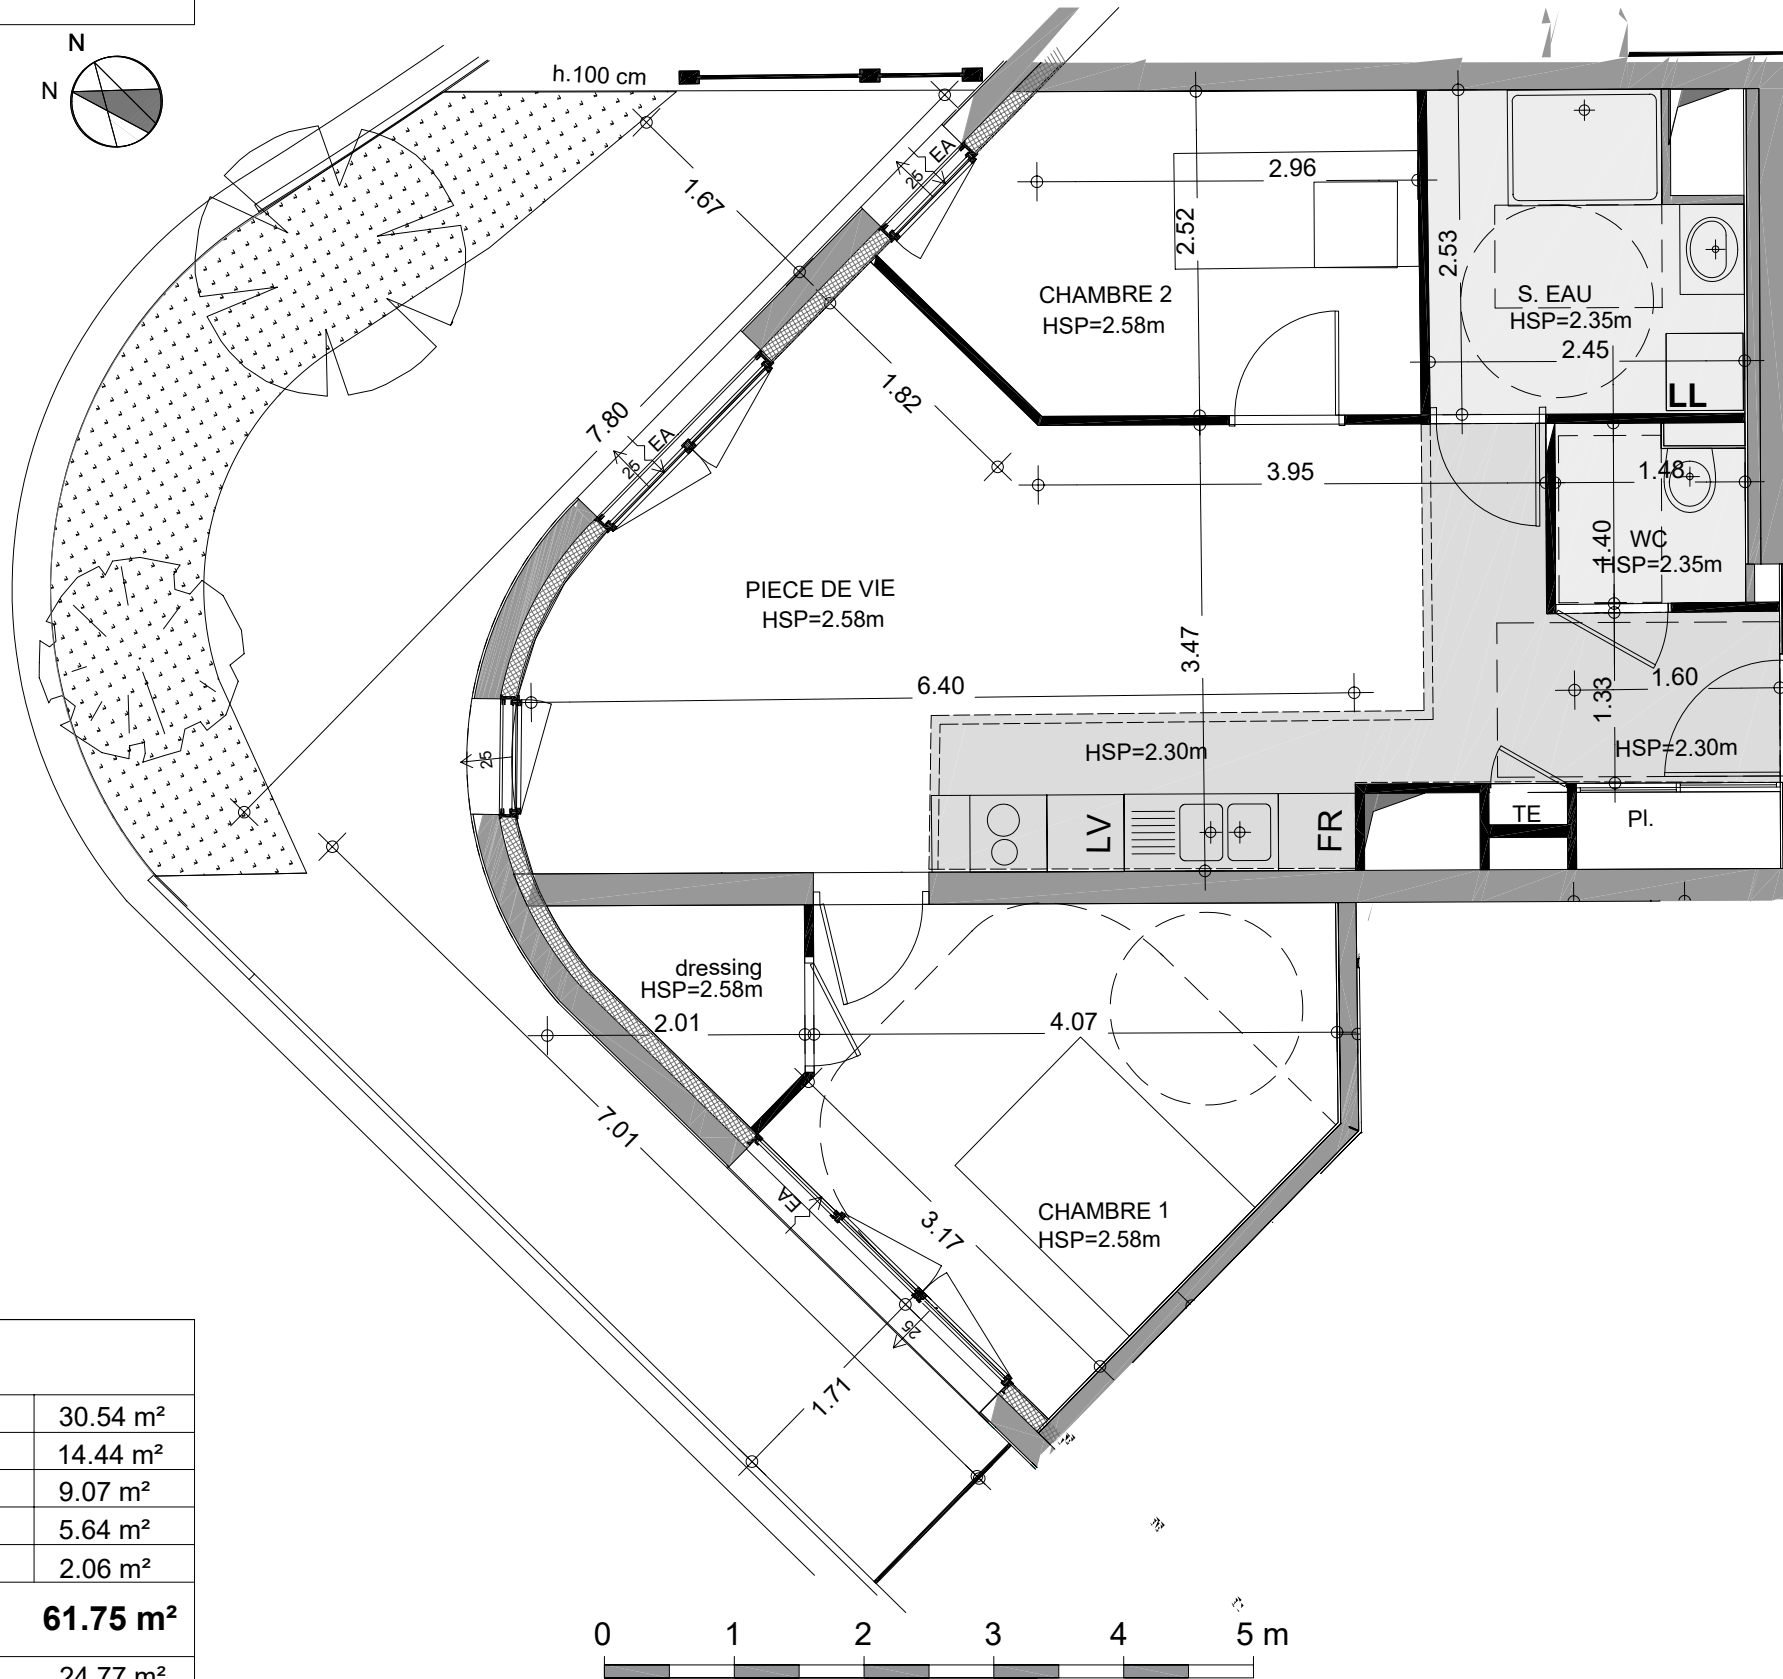 N
N
h.100 cm
EA
25
1.67
2.96
2.52
2.53
CHAMBRE 2
HSP=2.58m
S. EAU
HSP=2.35m
2.45
LL
1.82
7.80
EA
25
3.95
1.48
1.40
WC
HSP=2.35m
PIECE DE VIE
HSP=2.58m
3.47
6.40
1.60
1.33
HSP=2.30m
HSP=2.30m
25
LV
FR
TE
Pl.
dressing
HSP=2.58m
2.01
4.07
7.01
EA
3.17
CHAMBRE 1
HSP=2.58m
25
1.71
30.54 m²
14.44 m²
9.07 m²
5.64 m²
2.06 m²
61.75 m²
24.77 m²
0 1 2 3 4 5 m